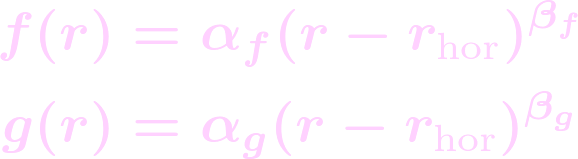 f(r) = α_f(r − r_hor)^{β_f}
g(r) = α_g(r − r_hor)^{β_g}